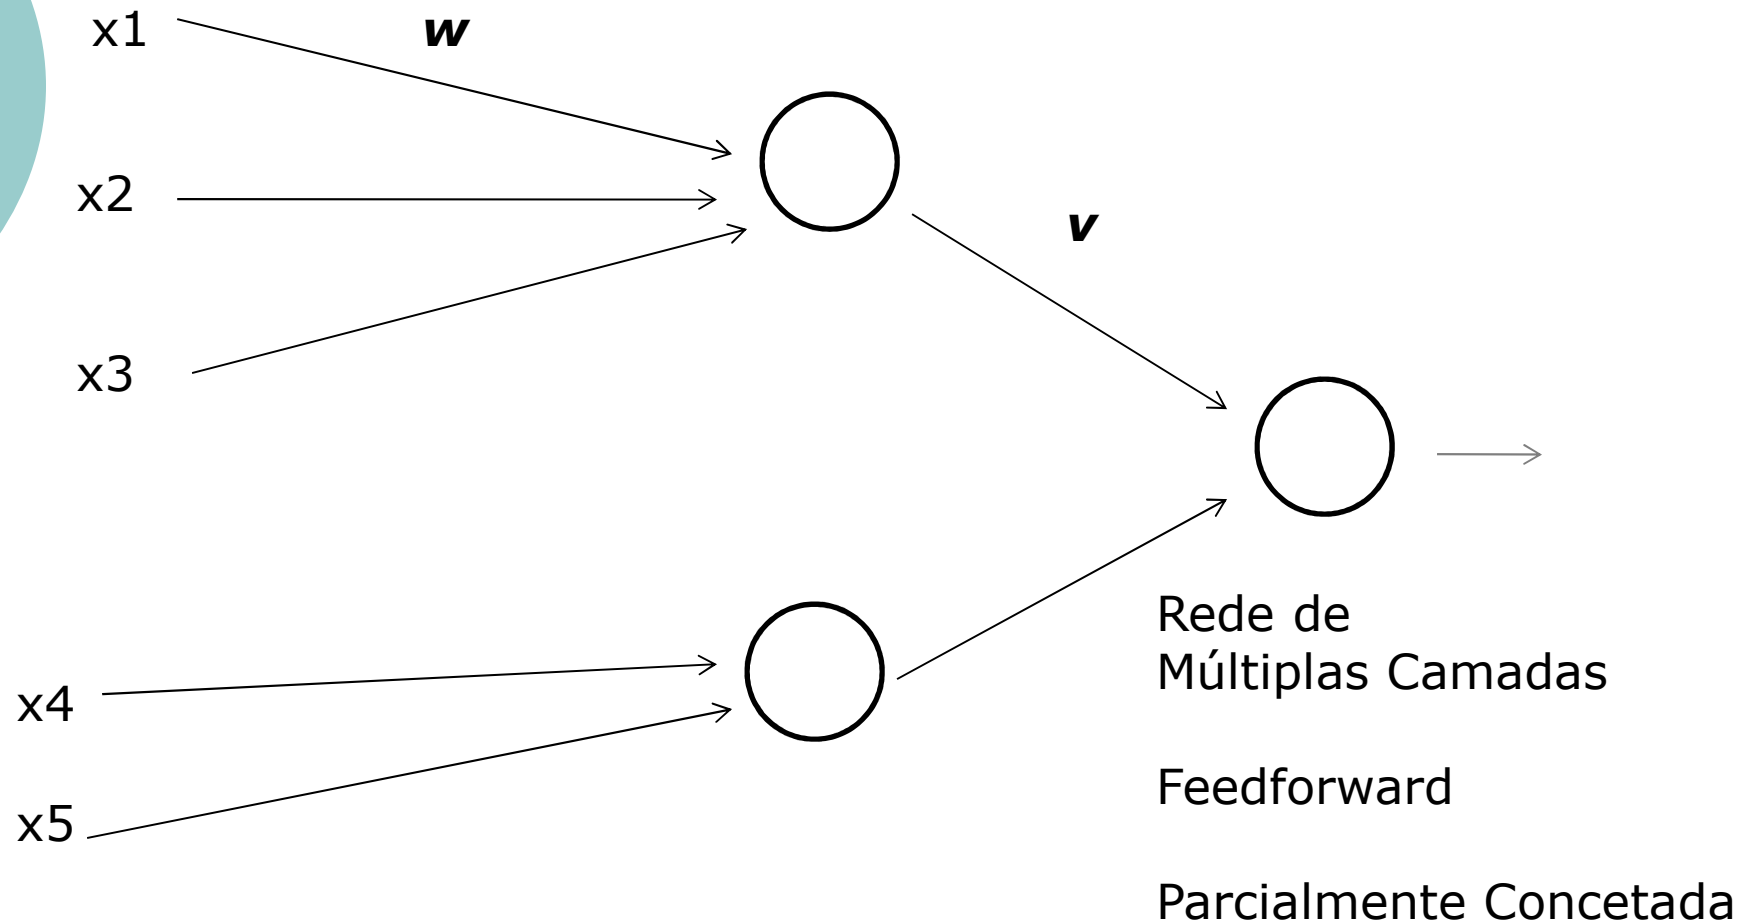 x1
w
x2
v
x3
Rede de
Múltiplas Camadas
x4
Feedforward
x5
Parcialmente Concetada